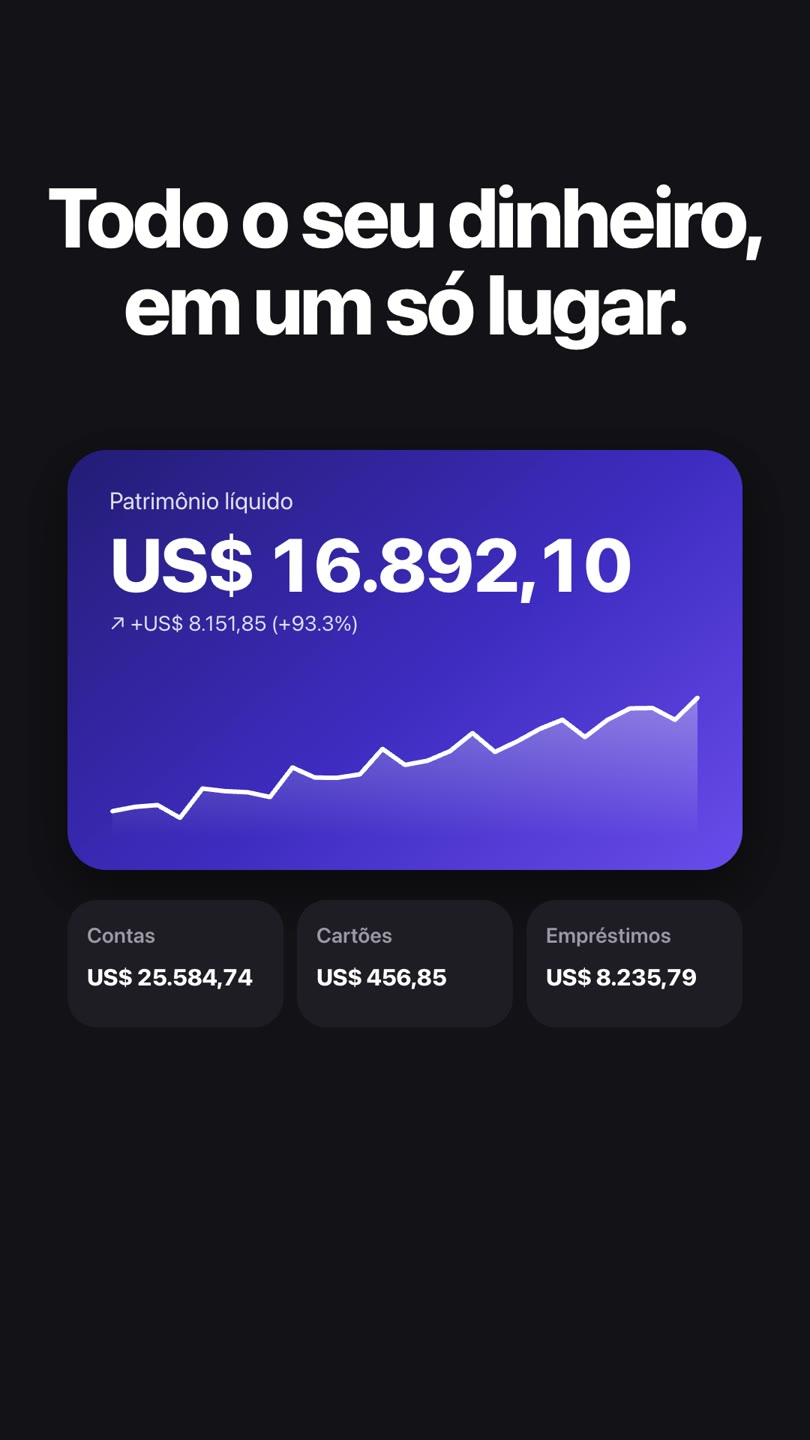 Todo o seu dinheiro,
em um só lugar.
Patrimônio líquido
US$ 16.892,10
↗ +US$ 8.151,85 (+93.3%)
Contas
US$ 25.584,74
Cartões
US$ 456,85
Empréstimos
US$ 8.235,79